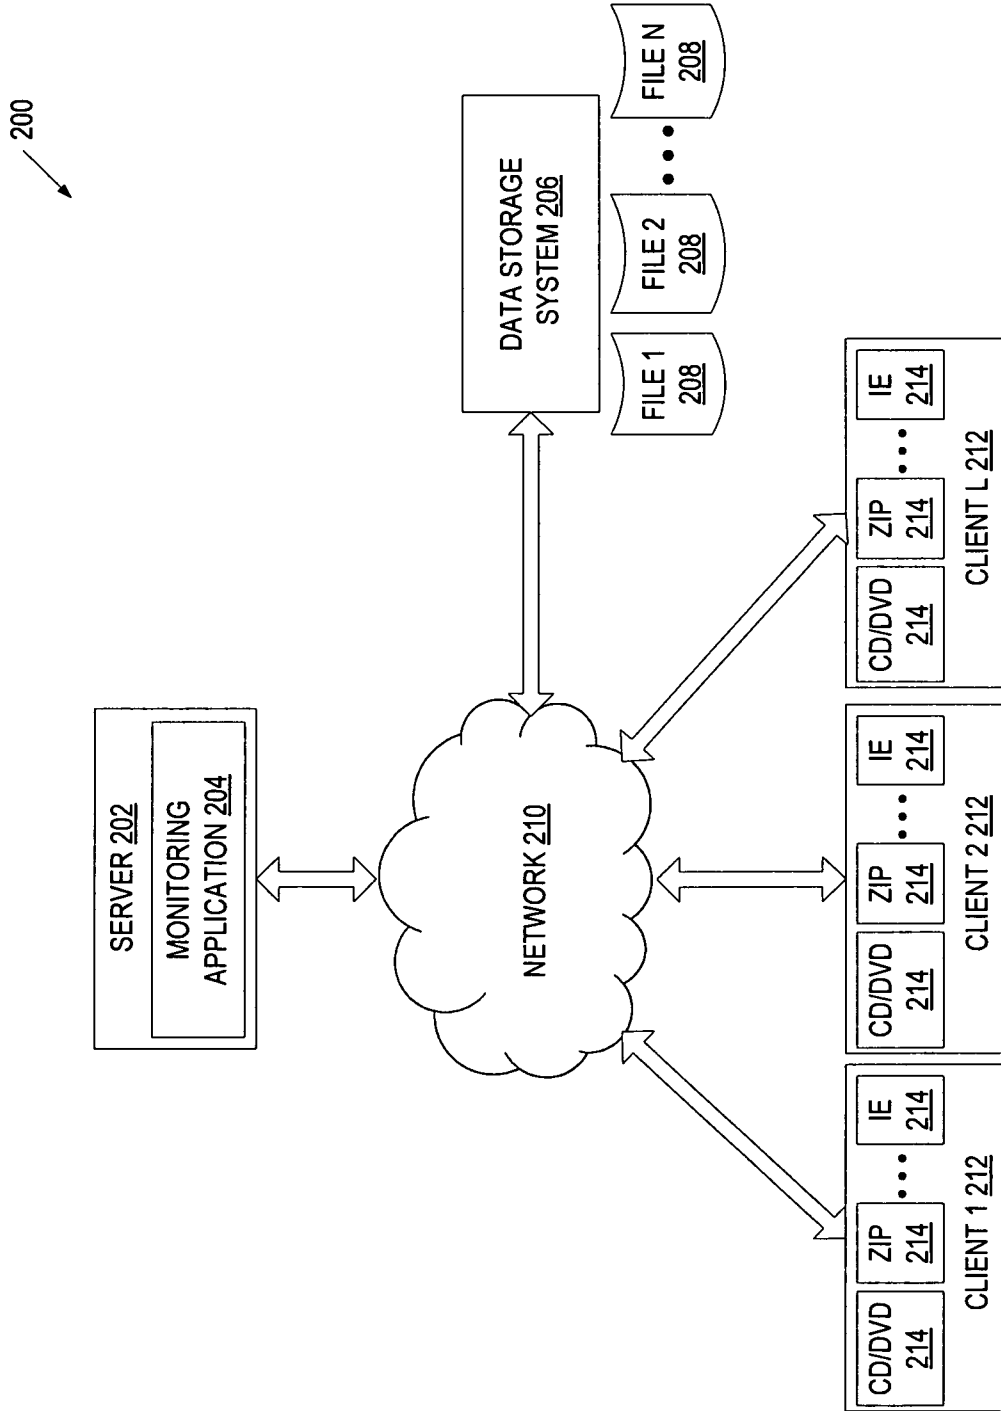 200
SERVER 202
MONITORING
APPLICATION 204
NETWORK 210
DATA STORAGE
SYSTEM 206
FILE 1
208
FILE 2
208
FILE N
208
CD/DVD
214
ZIP
214
IE
214
CLIENT 1 212
CD/DVD
214
ZIP
214
IE
214
CLIENT 2 212
CD/DVD
214
ZIP
214
IE
214
CLIENT L 212